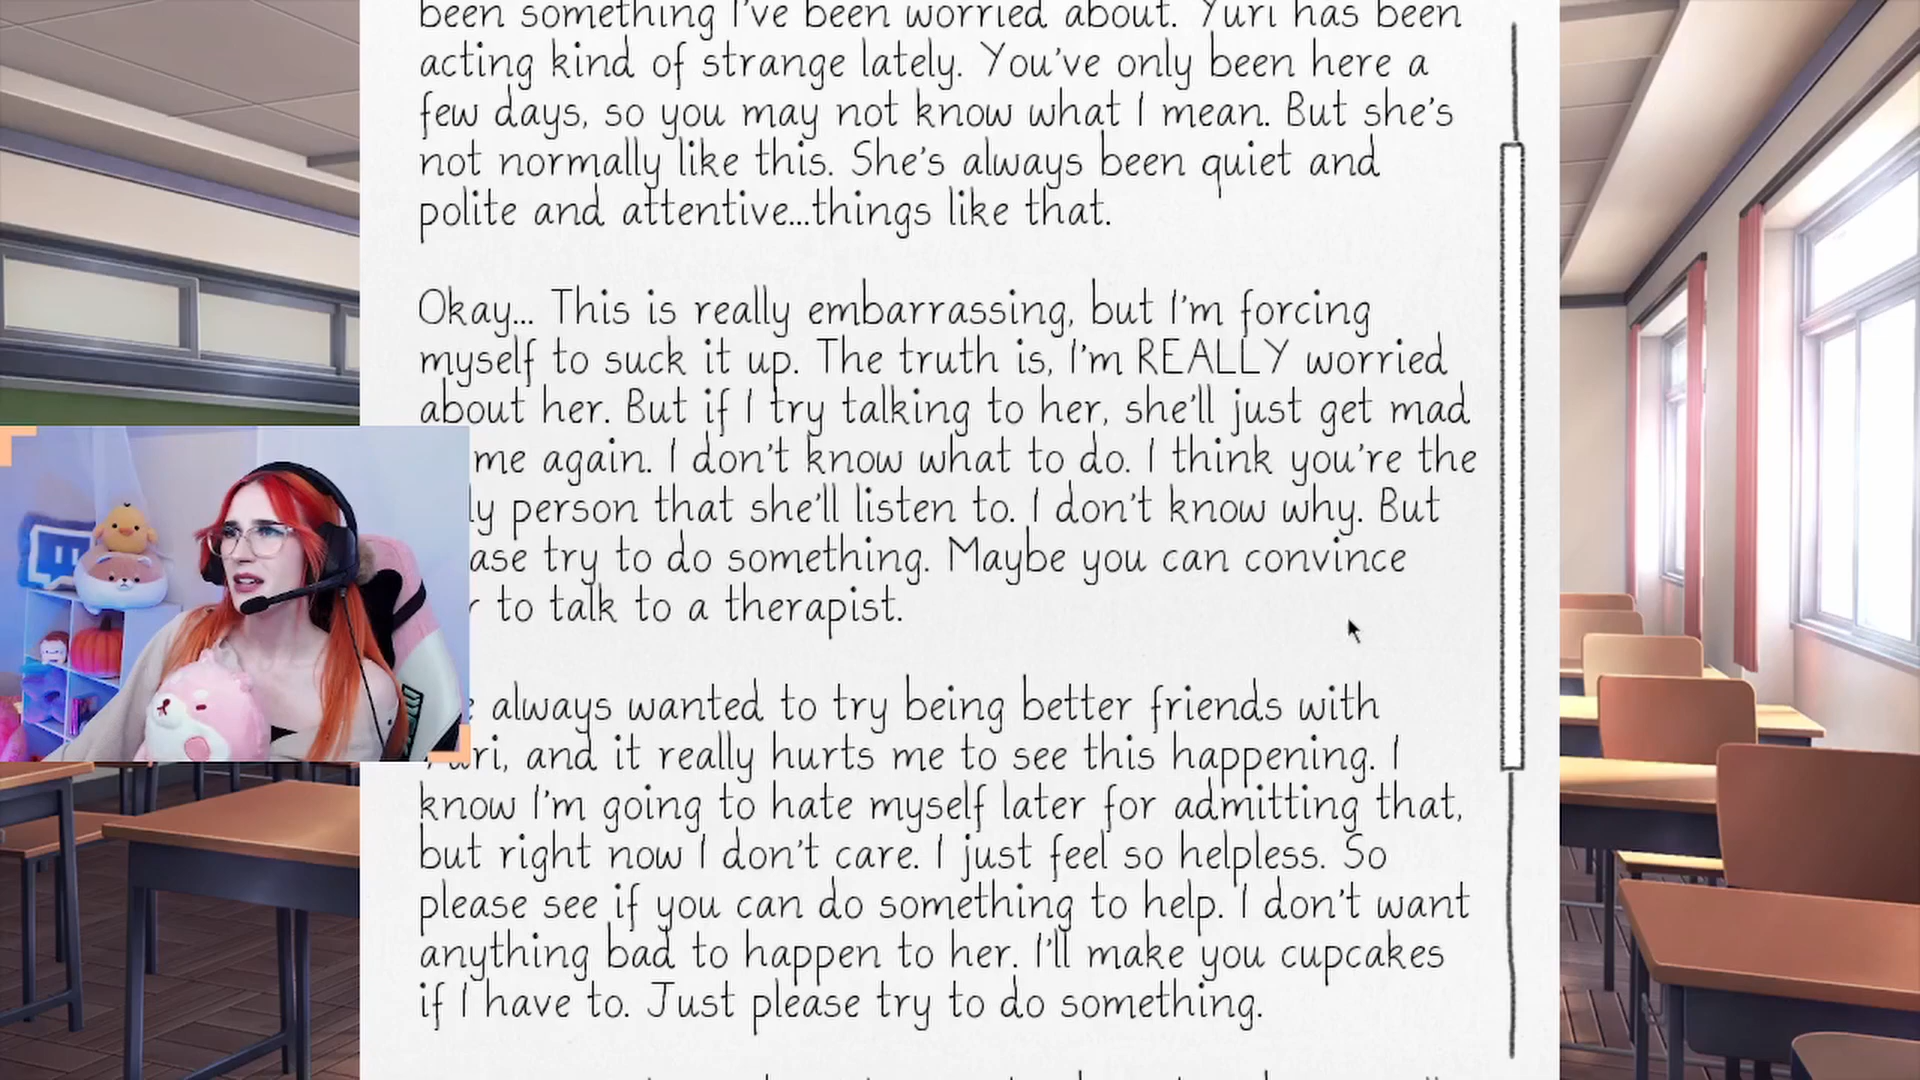 been something I've been worried about. Yuri has been
acting kind of strange lately. You've only been here a
few days, so you may not know what I mean. But she's
not normally like this. She's always been quiet and
polite and attentive...things like that.
Okay... This is really embarrassing, but I'm forcing
myself to suck it up. The truth is, I'm REALLY worried
about her. But if I try talking to her, she'll just get mad
me again. I don't know what to do. I think you're the
ly person that she'll listen to. I don't know why. But
ase try to do something. Maybe you can convince
r to talk to a therapist.
e always wanted to try being better friends with
uri, and it really hurts me to see this happening. I
know I'm going to hate myself later for admitting that,
but right now I don't care. I just feel so helpless. So
please see if you can do something to help. I don't want
anything bad to happen to her. I'll make you cupcakes
if I have to. Just please try to do something.